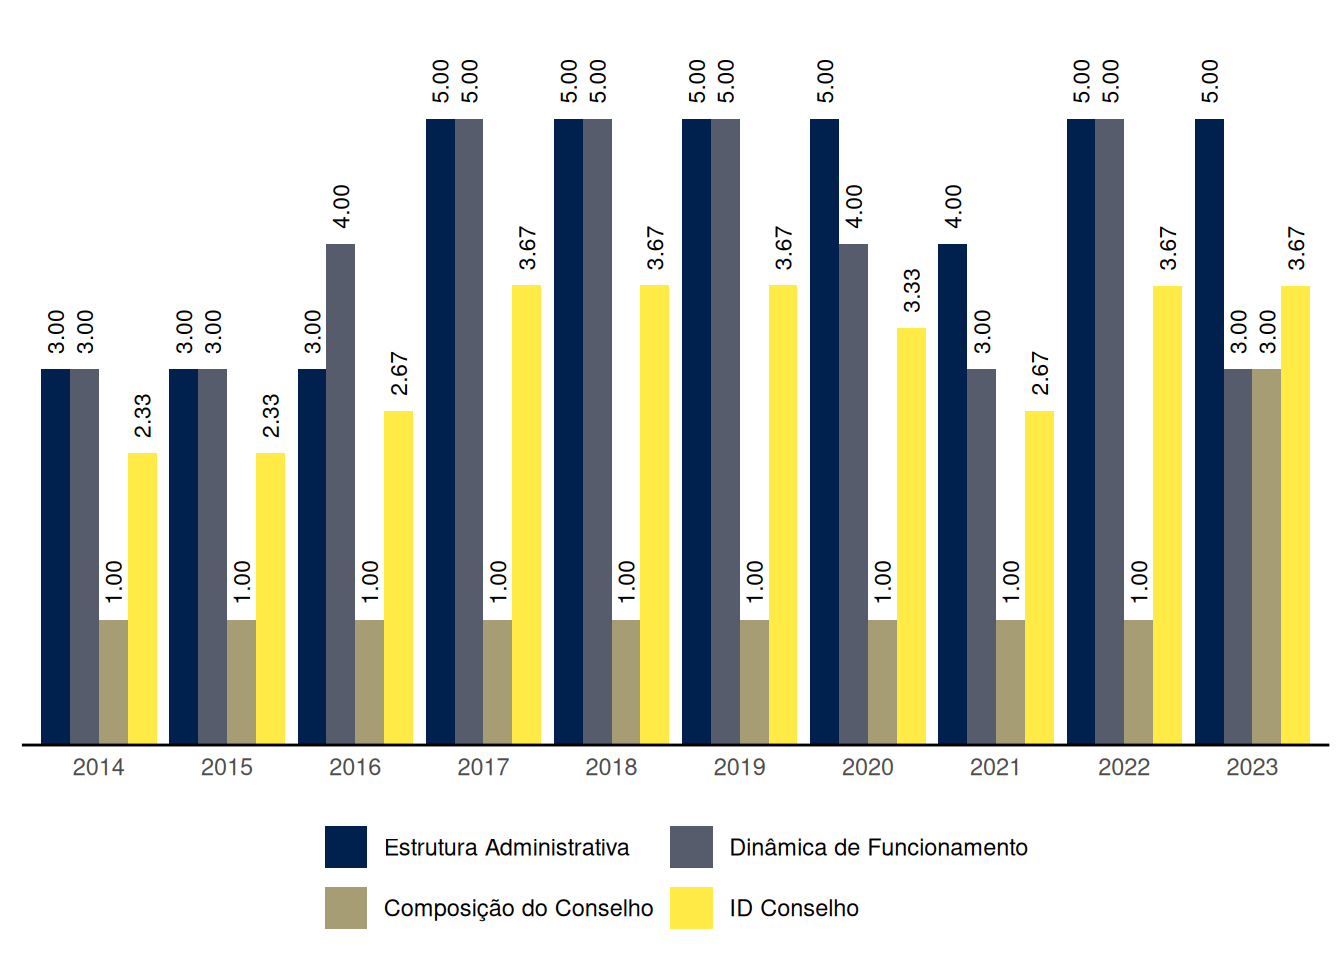 5.00 5.00 5.00 5.00 5.00 5.00 5.00 5.00 5.00 5.00
4.00 4.00 4.00
3.67 3.67 3.67 3.67 3.67
3.33
3.00 3.00 3.00 3.00 3.00 3.00 3.00 3.00
2.67 2.67
2.33 2.33
1.00 1.00 1.00 1.00 1.00 1.00 1.00 1.00 1.00
2014 2015 2016 2017 2018 2019 2020 2021 2022 2023
Estrutura Administrativa Dinâmica de Funcionamento
Composição do Conselho ID Conselho